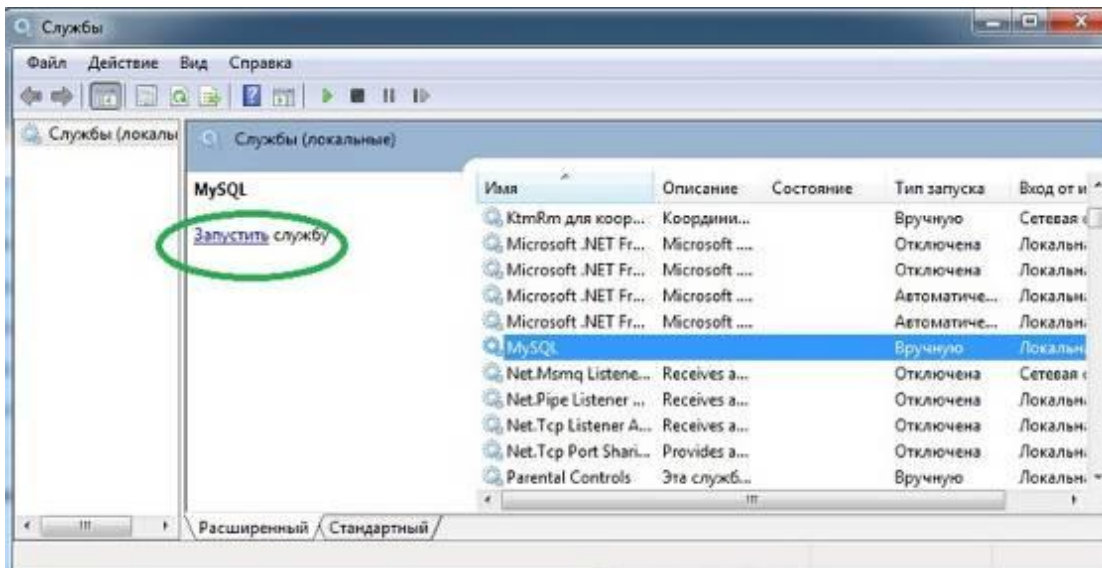 Службы
Файл Действие Вид Справка
Службы (локалы
Службы (локальные)
MySQL
Запустить службу
Имя Описание Состояние Тип запуска Вход от и
KtmRm для коор... Координи... Вручную Сетевая с
Microsoft .NET Fr... Microsoft .... Отключена Локальн
Microsoft .NET Fr... Microsoft .... Отключена Локальн
Microsoft .NET Fr... Microsoft .... Автоматиче... Локальн
Microsoft .NET Fr... Microsoft .... Автоматиче... Локальн
MySQL Вручную Локальн
Net.Msmq Listene... Receives a... Отключена Сетевая с
Net.Pipe Listener ... Receives a... Отключена Локальн
Net.Tcp Listener A... Receives a... Отключена Локальн
Net.Tcp Port Shari... Provides a... Отключена Локальн
Parental Controls Эта служб... Вручную Локальн
Расширенный Стандартный